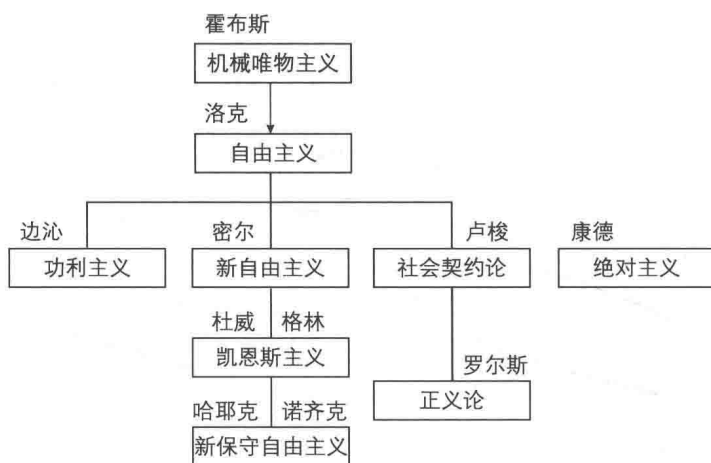 霍布斯
机械唯物主义
洛克
自由主义
边沁 密尔 卢梭 康德
功利主义 新自由主义 社会契约论 绝对主义
杜威 格林
凯恩斯主义
罗尔斯
正义论
哈耶克 诺齐克
新保守自由主义